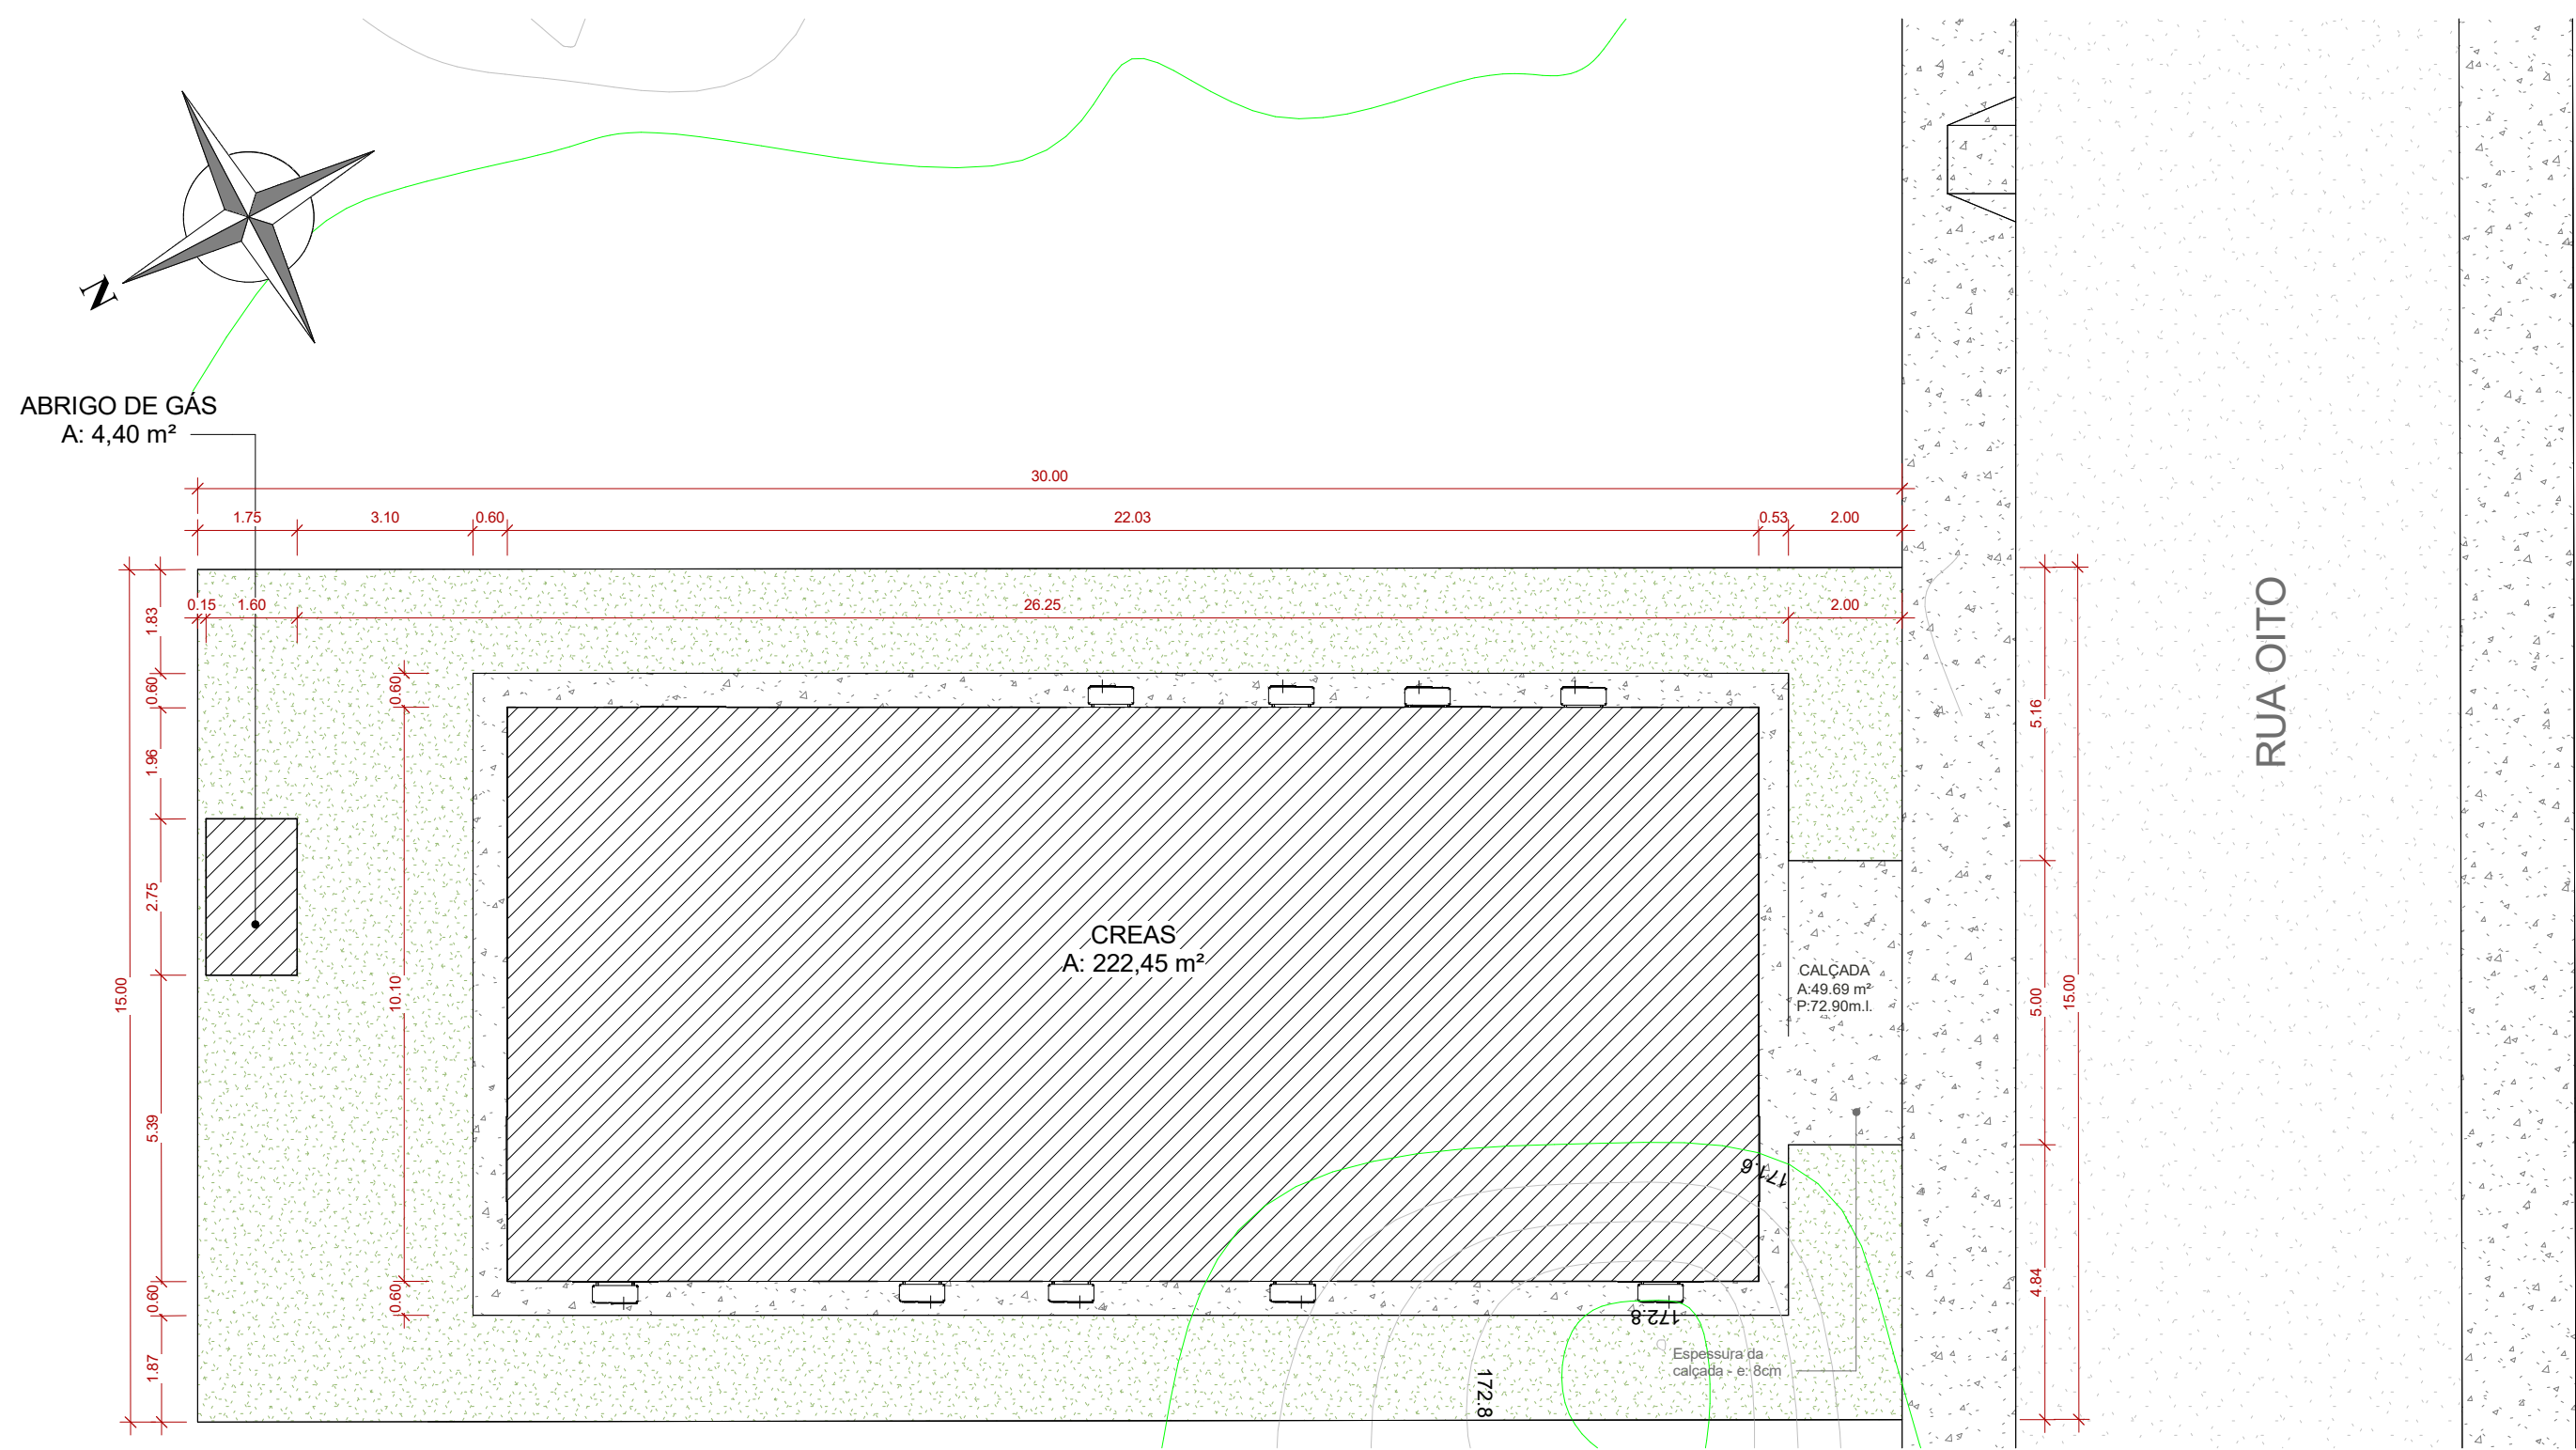 N
ABRIGO DE GÁS
A: 4,40 m²
30.00
1.75
3.10
0.60
22.03
0.53
2.00
0.15
1.60
26.25
2.00
15.00
1.83
0.60
1.96
2.75
5.39
0.60
1.87
0.60
10.10
0.60
CREAS
A: 222,45 m²
CALÇADA
A:49.69 m²
P:72.90m.l.
171.6
172.8
172.8
Espessura da
calçada - e: 8cm
5.16
5.00
4.84
15.00
RUA OITO